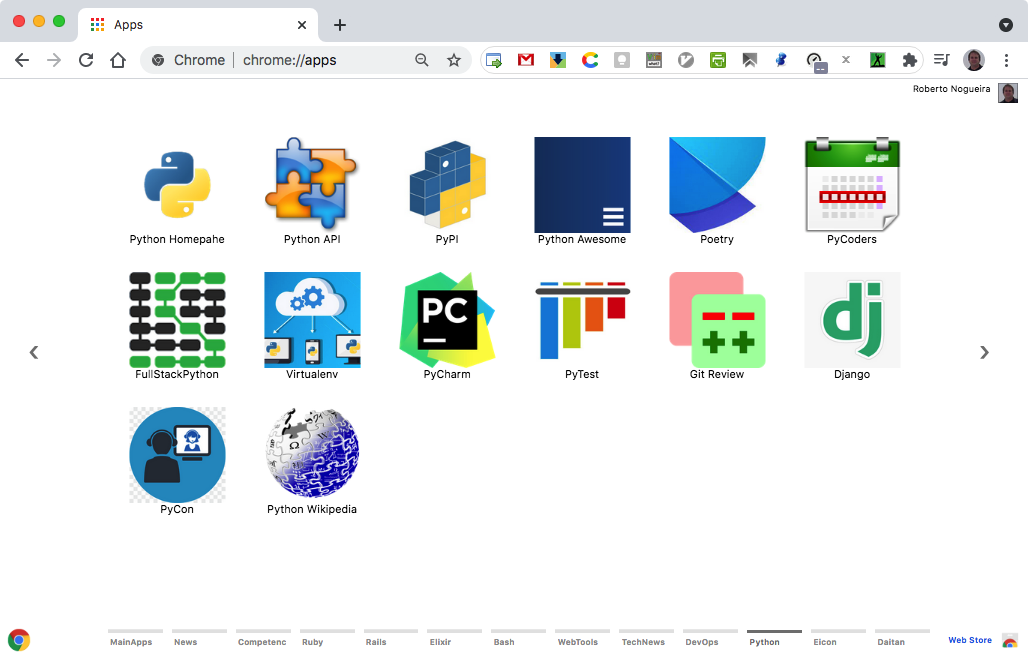 Apps
Chrome
chrome://apps
Roberto Nogueira
Python Homepahe
Python API
PyPI
Python Awesome
Poetry
PyCoders
PC
dj
FullStackPython
Virtualenv
PyCharm
PyTest
Git Review
Django
PyCon
Python Wikipedia
MainApps
News
Competenc
Ruby
Rails
Elixir
Bash
WebTools
TechNews
DevOps
Python
Eicon
Daitan
Web Store